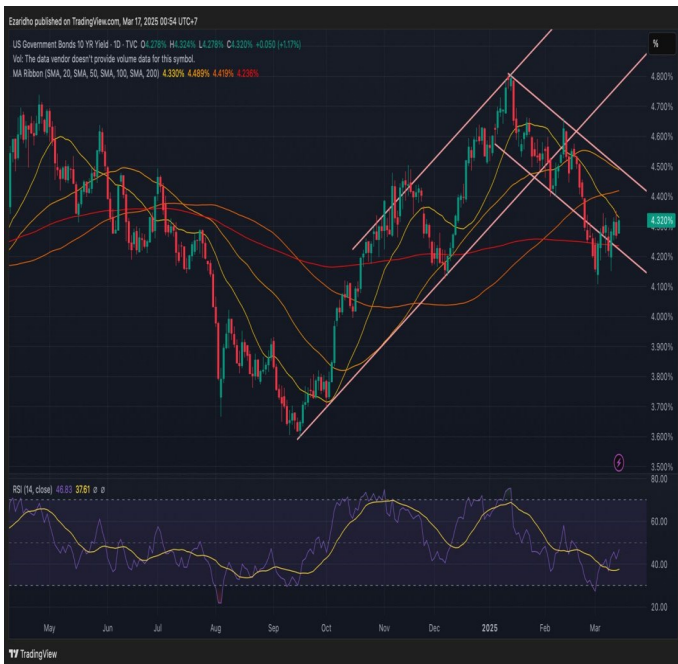 Ezaridho published on TradingView.com, Mar 17, 2025 00:54 UTC+7
US Government Bonds 10 YR Yield · 1D · TVC O4.278% H4.324% L4.278% C4.320% +0.050 (+1.17%)
Vol: The data vendor doesn't provide volume data for this symbol.
MA Ribbon (SMA, 20, SMA, 50, SMA, 100, SMA, 200) 4.330% 4.489% 4.419% 4.236%
%
4.800%
4.700%
4.600%
4.500%
4.400%
4.320%
4.200%
4.100%
4.000%
3.900%
3.800%
3.700%
3.600%
3.500%
RSI (14, close) 46.83 37.61 ø ø
80.00
60.00
40.00
20.00
May Jun Jul Aug Sep Oct Nov Dec 2025 Feb Mar
TradingView